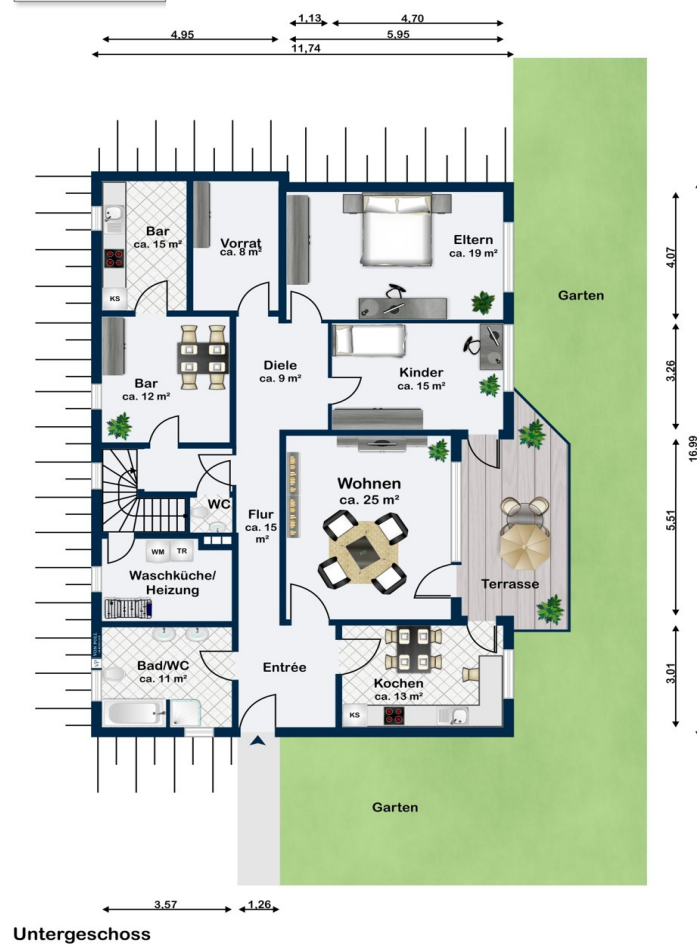 1,13
4,70
4,95
5,95
11,74
Bar
ca. 15 m²
Vorrat
ca. 8 m²
Eltern
ca. 19 m²
4,07
KS
Garten
Diele
ca. 9 m²
Kinder
ca. 15 m²
3,26
Bar
ca. 12 m²
16,99
Wohnen
ca. 25 m²
WC
Flur
ca. 15
m²
5,51
WM
TR
Waschküche/
Heizung
Terrasse
Bad/WC
ca. 11 m²
Entrée
Kochen
ca. 13 m²
3,01
KS
Garten
3,57
1,26
Untergeschoss